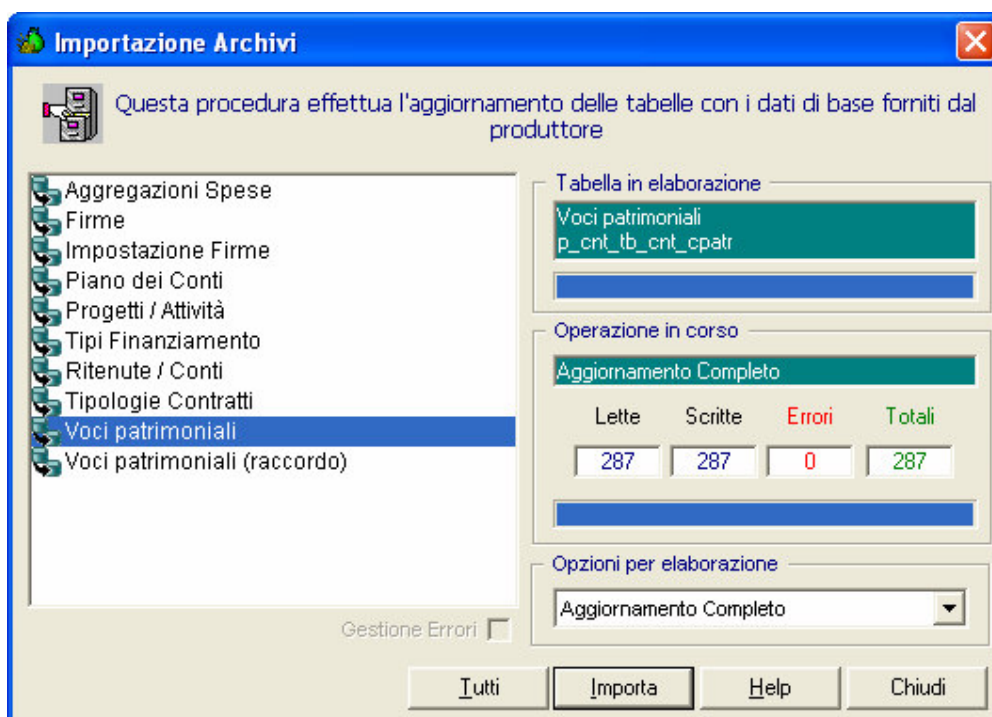 Importazione Archivi
Questa procedura effettua l'aggiornamento delle tabelle con i dati di base forniti dal
produttore
Aggregazioni Spese
Firme
Impostazione Firme
Piano dei Conti
Progetti / Attività
Tipi Finanziamento
Ritenute / Conti
Tipologie Contratti
Voci patrimoniali
Voci patrimoniali (raccordo)
Gestione Errori
Tabella in elaborazione
Voci patrimoniali
p_cnt_tb_cnt_cpatr
Operazione in corso
Aggiornamento Completo
Lette Scritte Errori Totali
287 287 0 287
Opzioni per elaborazione
Aggiornamento Completo
Tutti Importa Help Chiudi